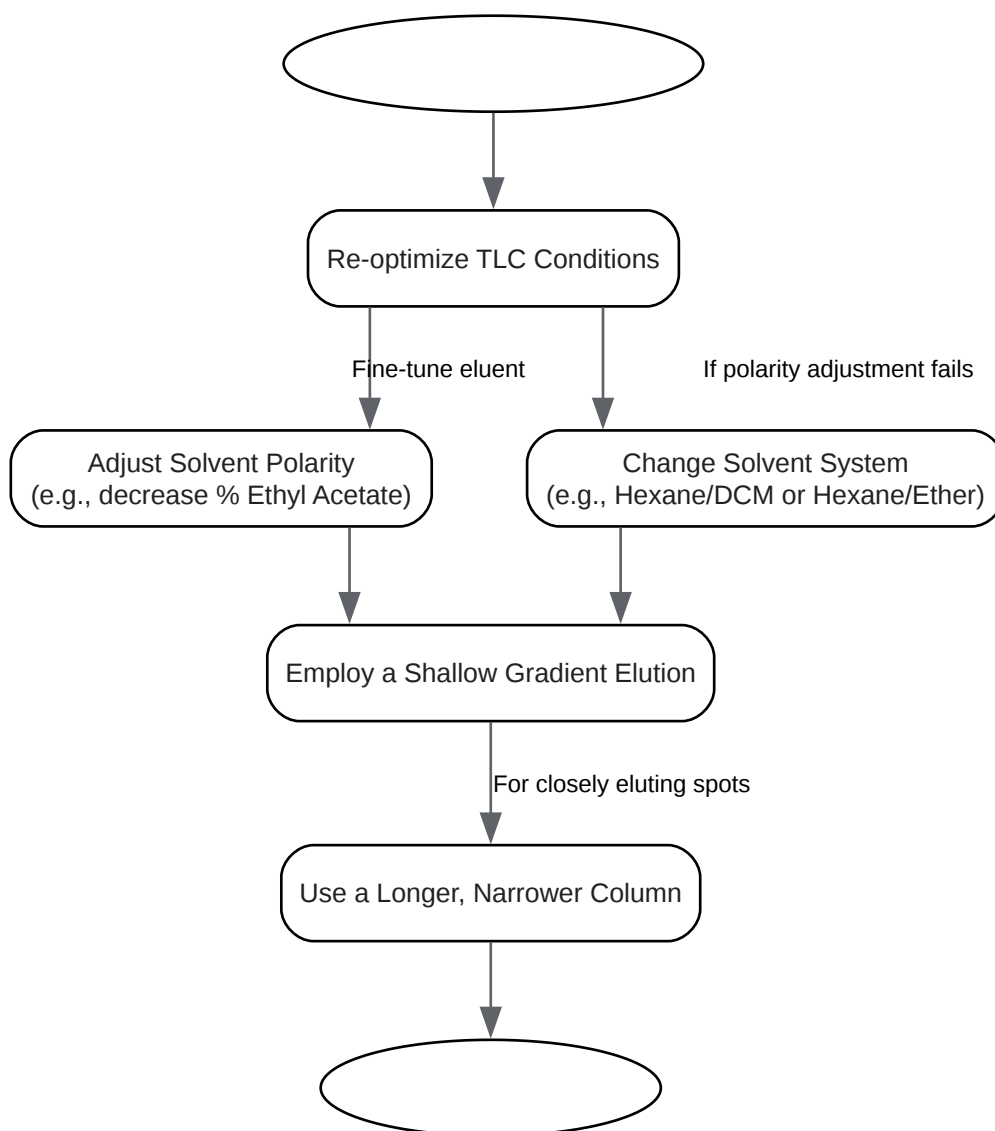 Re-optimize TLC Conditions
Fine-tune eluent
If polarity adjustment fails
Adjust Solvent Polarity
(e.g., decrease % Ethyl Acetate)
Change Solvent System
(e.g., Hexane/DCM or Hexane/Ether)
Employ a Shallow Gradient Elution
For closely eluting spots
Use a Longer, Narrower Column